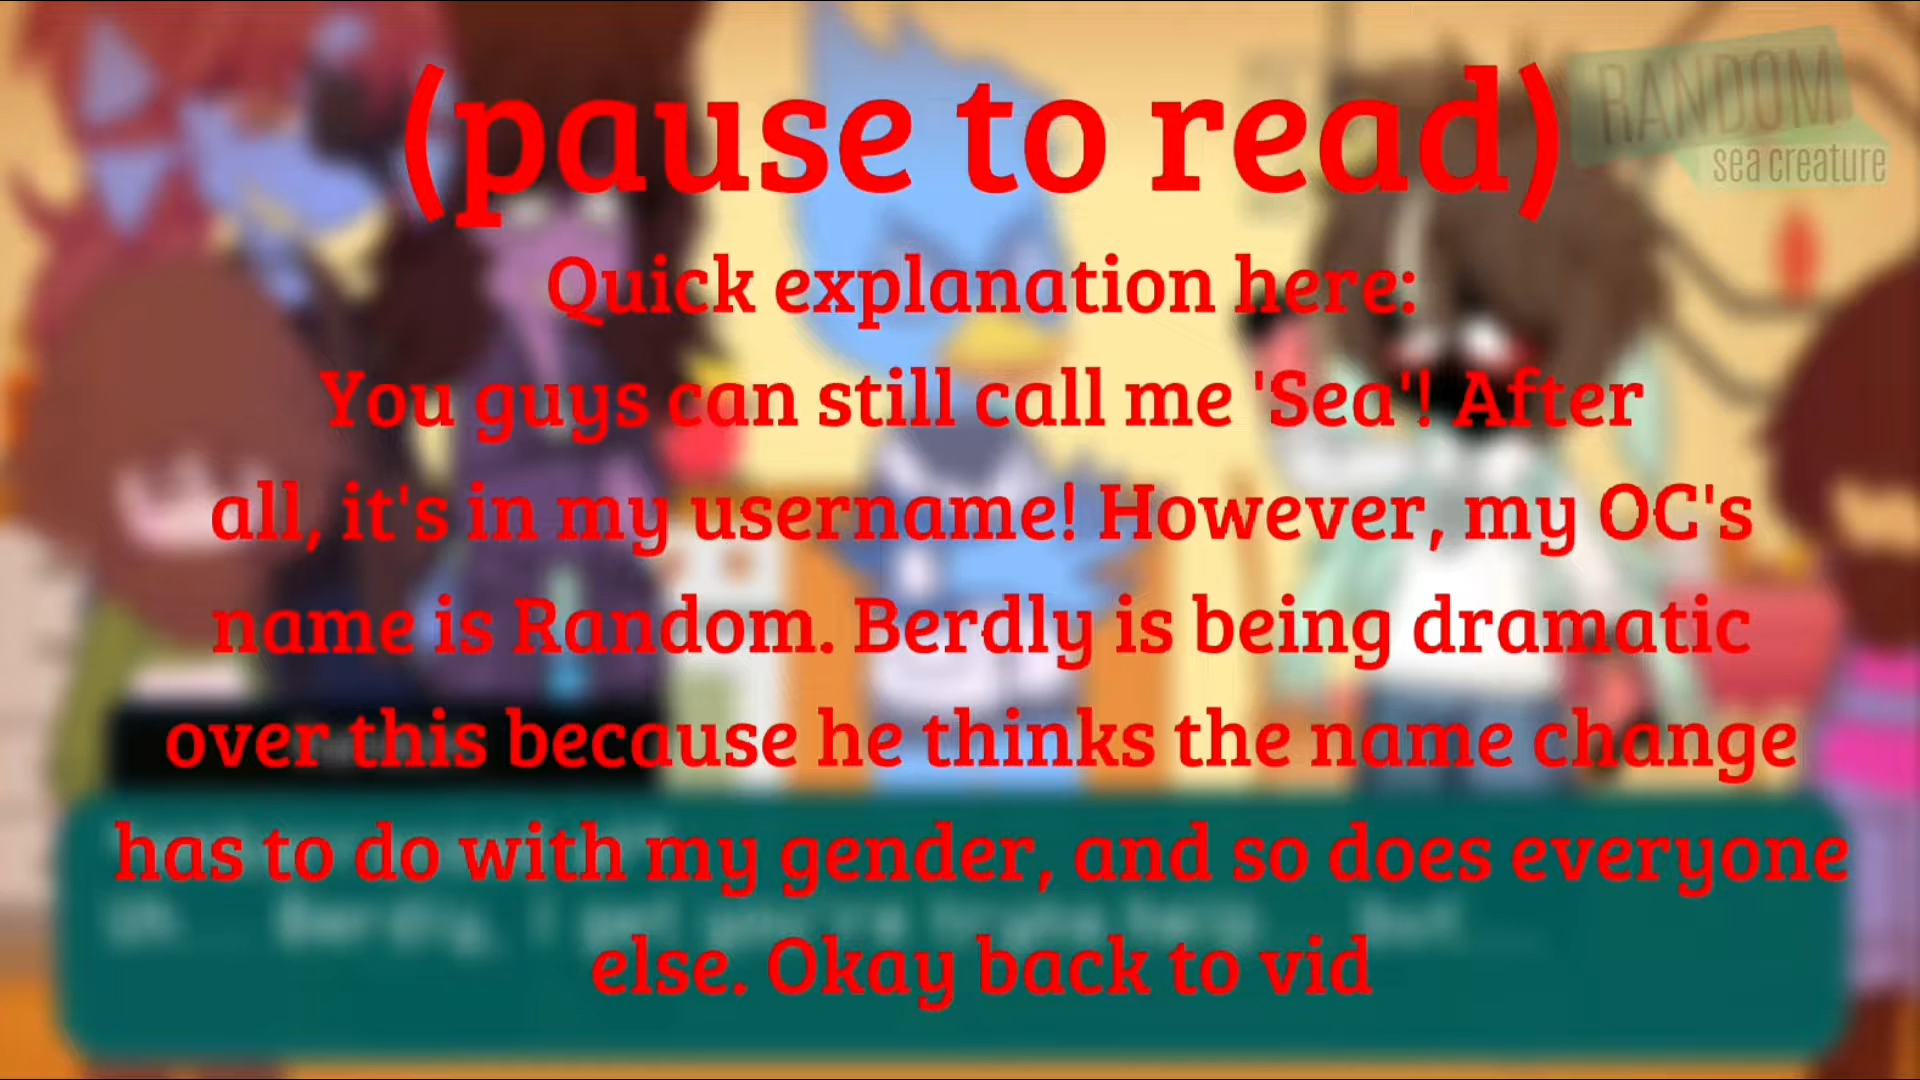 RANDOM
sea creature
(pause to read)
Quick explanation here:
You guys can still call me 'Sea'! After
all, it's in my username! However, my OC's
name is Random. Berdly is being dramatic
over this because he thinks the name change
has to do with my gender, and so does everyone
else. Okay back to vid